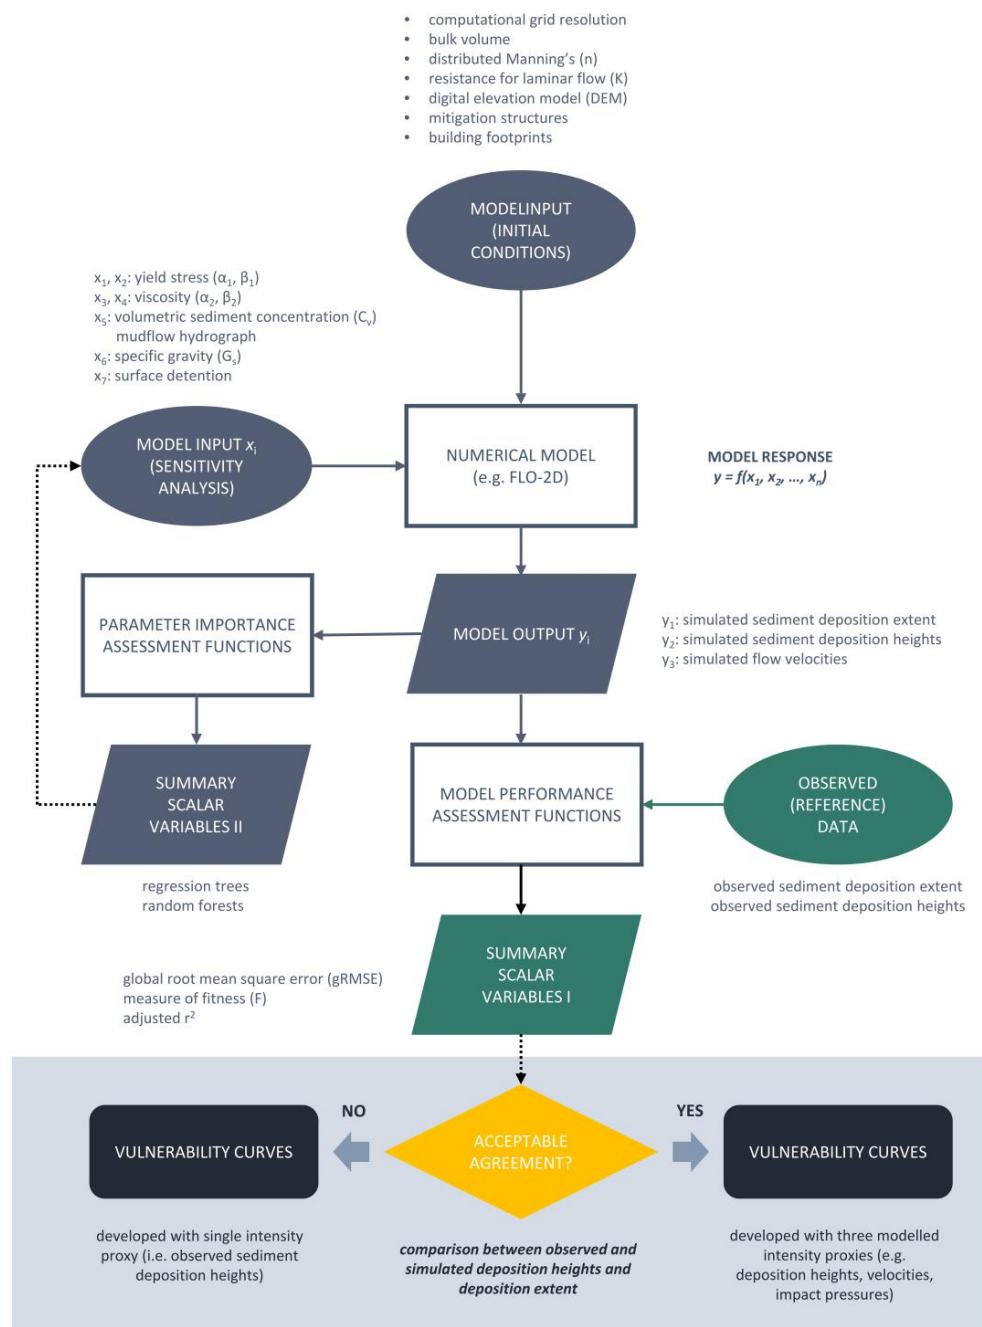 • computational grid resolution
• bulk volume
• distributed Manning's (n)
• resistance for laminar flow (K)
• digital elevation model (DEM)
• mitigation structures
• building footprints
MODELINPUT
(INITIAL
CONDITIONS)
x₁, x₂: yield stress (α₁, β₁)
x₃, x₄: viscosity (α₂, β₂)
x₅: volumetric sediment concentration (Cᵥ)
mudflow hydrograph
x₆: specific gravity (Gₛ)
x₇: surface detention
MODEL INPUT xᵢ
(SENSITIVITY
ANALYSIS)
NUMERICAL MODEL
(e.g. FLO-2D)
MODEL RESPONSE
y = f(x₁, x₂, ..., xₙ)
PARAMETER IMPORTANCE
ASSESSMENT FUNCTIONS
MODEL OUTPUT yᵢ
y₁: simulated sediment deposition extent
y₂: simulated sediment deposition heights
y₃: simulated flow velocities
SUMMARY
SCALAR
VARIABLES II
regression trees
random forests
MODEL PERFORMANCE
ASSESSMENT FUNCTIONS
OBSERVED
(REFERENCE)
DATA
observed sediment deposition extent
observed sediment deposition heights
SUMMARY
SCALAR
VARIABLES I
global root mean square error (gRMSE)
measure of fitness (F)
adjusted r²
NO
YES
VULNERABILITY CURVES
ACCEPTABLE
AGREEMENT?
VULNERABILITY CURVES
developed with single intensity
proxy (i.e. observed sediment
deposition heights)
comparison between observed and
simulated deposition heights and
deposition extent
developed with three modelled
intensity proxies (e.g.
deposition heights, velocities,
impact pressures)